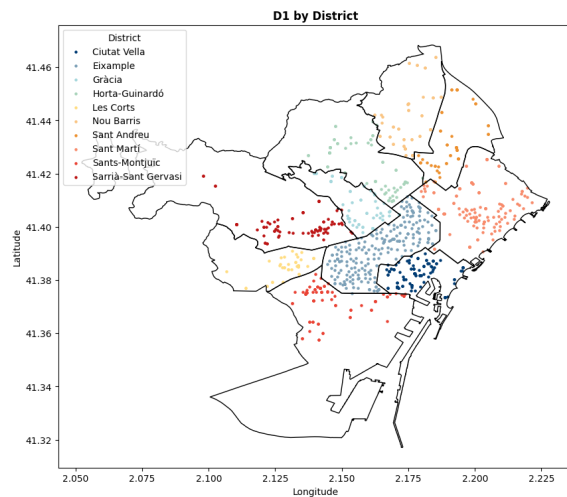 D1 by District
District
Ciutat Vella
Eixample
Gràcia
Horta-Guinardó
Les Corts
Nou Barris
Sant Andreu
Sant Martí
Sants-Montjuïc
Sarrià-Sant Gervasi
41.46
41.44
41.42
41.40
41.38
41.36
41.34
41.32
Latitude
2.050
2.075
2.100
2.125
2.150
2.175
2.200
2.225
Longitude